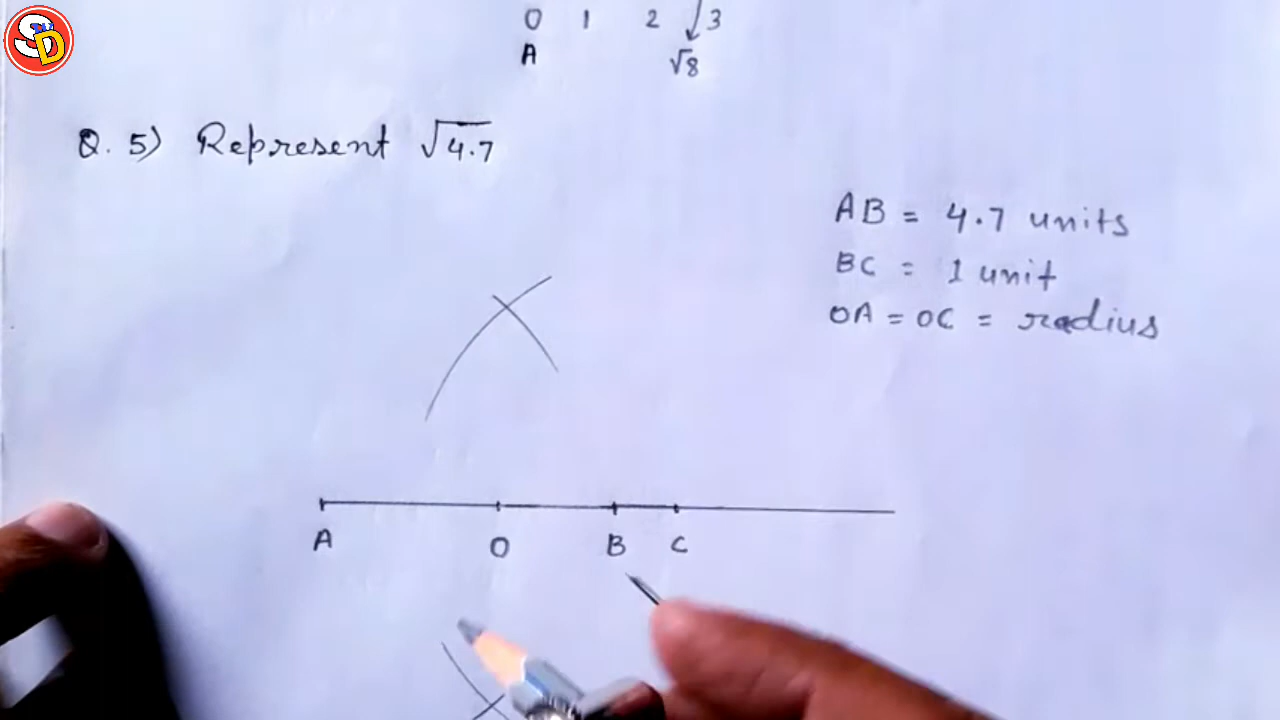 SD
0 1 2 3
A √8
Q. 5) Represent √4.7
AB = 4.7 units
BC = 1 unit
OA = OC = radius
A O B C